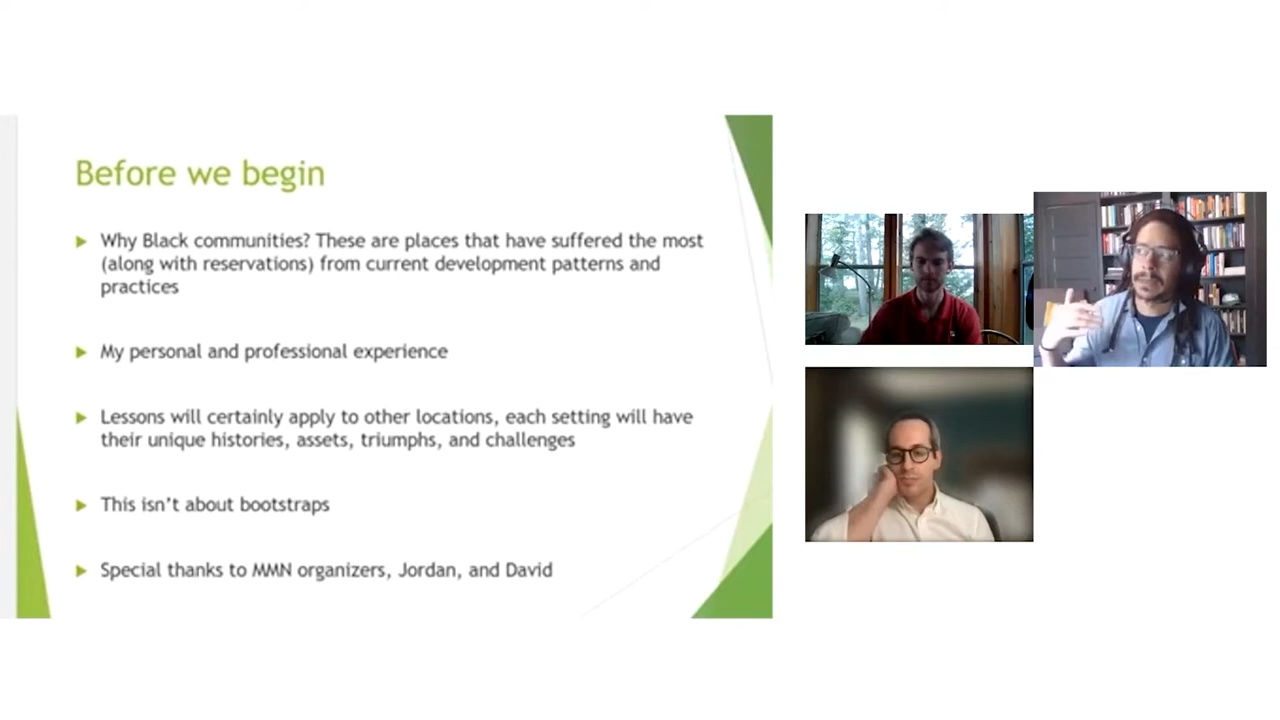 Before we begin
Why Black communities? These are places that have suffered the most
(along with reservations) from current development patterns and
practices
My personal and professional experience
Lessons will certainly apply to other locations, each setting will have
their unique histories, assets, triumphs, and challenges
This isn't about bootstraps
Special thanks to MMN organizers, Jordan, and David